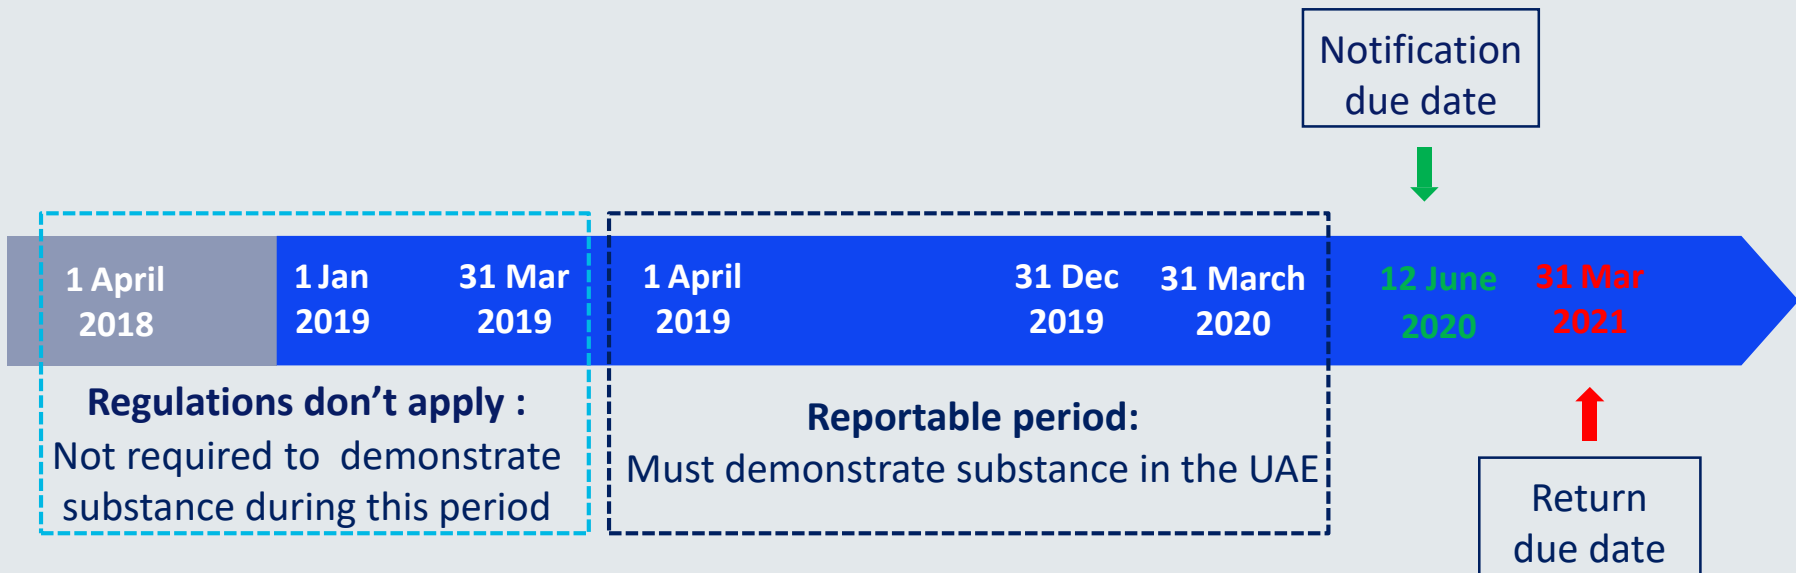 Notification
due date
1 April
2018
1 Jan
2019
31 Mar
2019
1 April
2019
31 Dec
2019
31 March
2020
12 June
2020
31 Mar
2021
Regulations don’t apply :
Not required to demonstrate
substance during this period
Reportable period:
Must demonstrate substance in the UAE
Return
due date